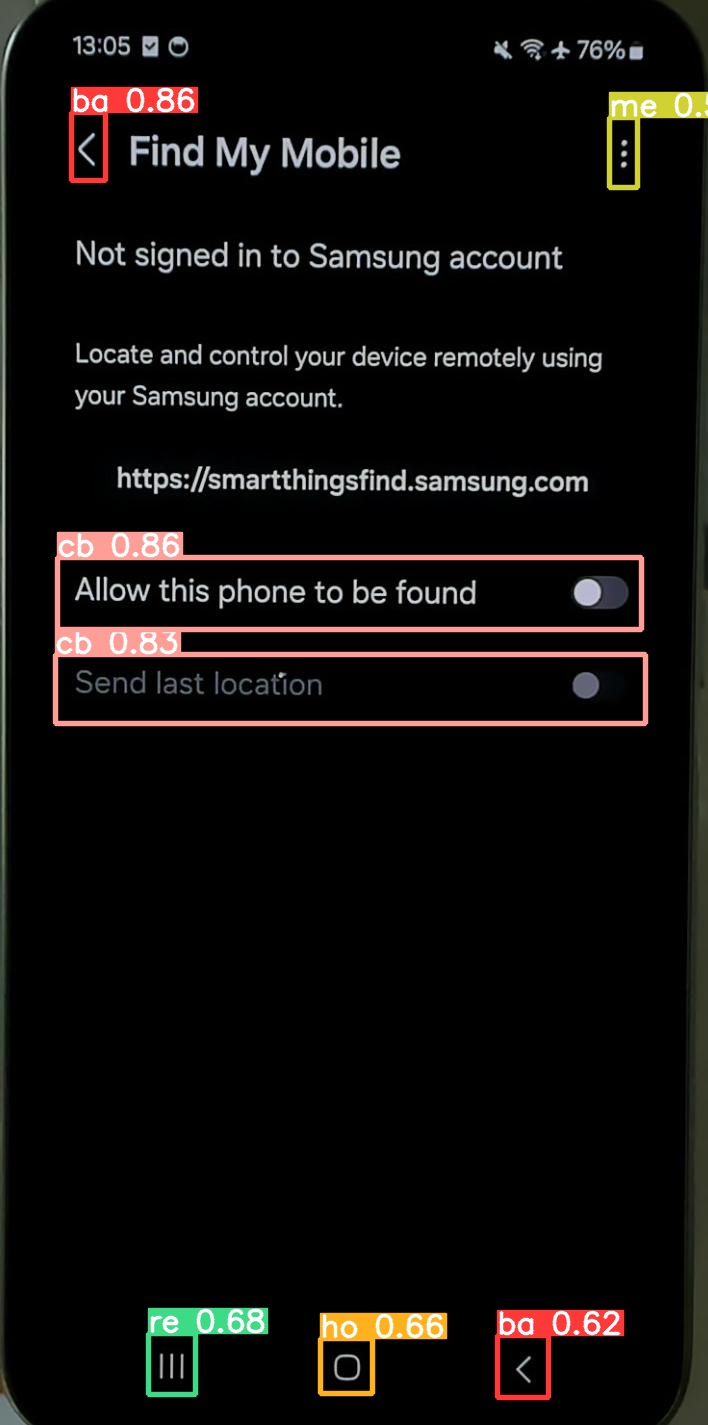 13:05 76%
ba 0.86
me 0.5
Find My Mobile
Not signed in to Samsung account
Locate and control your device remotely using
your Samsung account.
https://smartthingsfind.samsung.com
cb 0.86
Allow this phone to be found
cb 0.83
Send last location
re 0.68 ho 0.66 ba 0.62